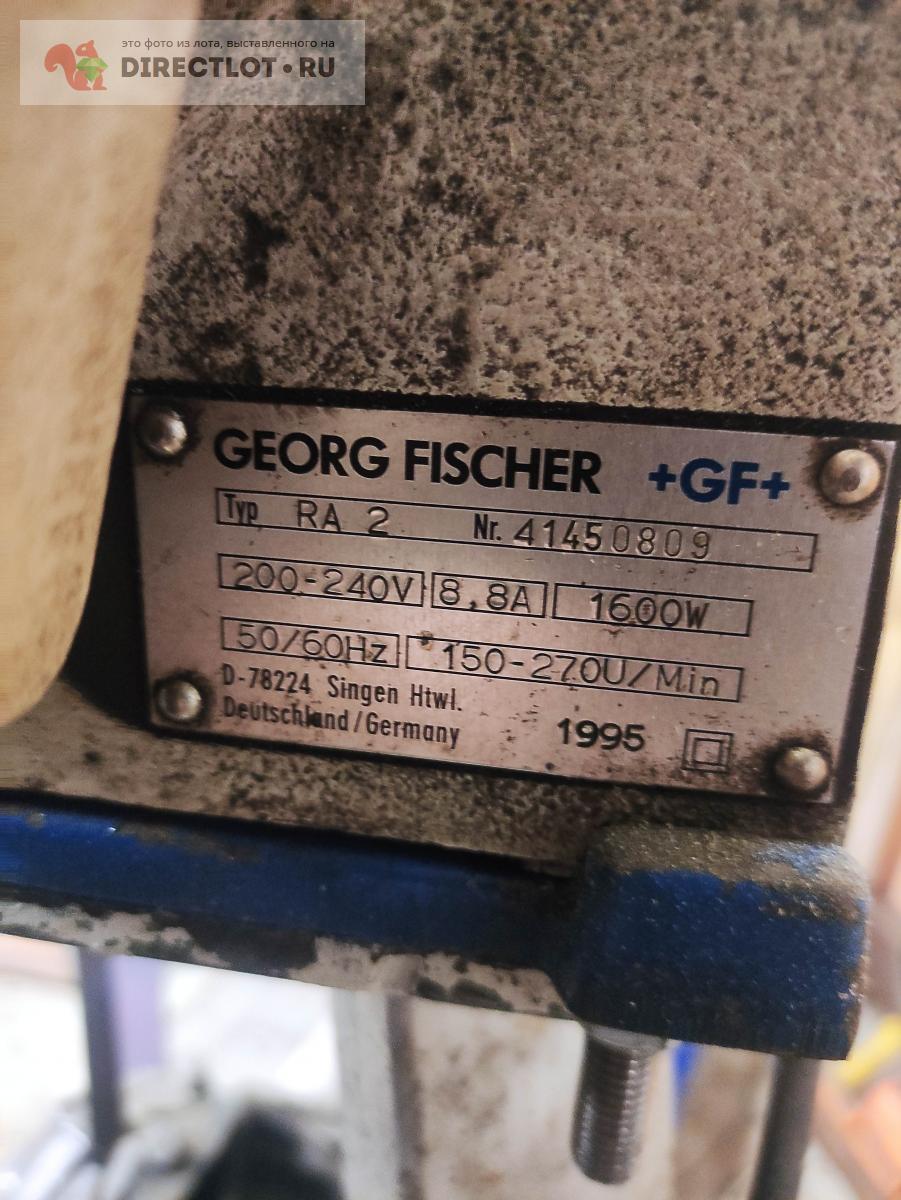 это фото из лота, выставленного на
DIRECTLOT•RU
GEORG FISCHER +GF+
Typ RA 2 Nr. 41450809
200-240V 8,8A 1600W
50/60Hz 150-270U/Min
D-78224 Singen Htwl.
Deutschland/Germany 1995